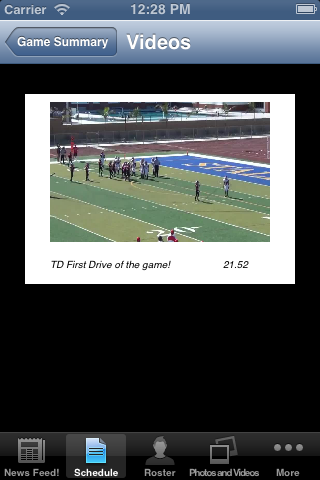 Carrier 12:28 PM
Game Summary Videos
TD First Drive of the game! 21.52
News Feed! Schedule Roster Photos and Videos More